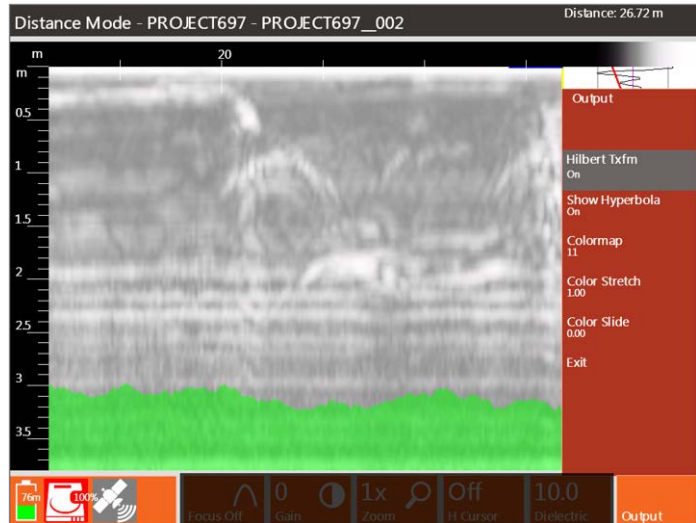 Distance Mode - PROJECT697 - PROJECT697__002
Distance: 26.72 m
m
20
m
0.5
1
1.5
2
2.5
3
3.5
Output
Hilbert Txfm
On
Show Hyperbola
On
Colormap
11
Color Stretch
1.00
Color Slide
0.00
Exit
76m
100%
Focus Off
0
Gain
1x
Zoom
Off
H Cursor
10.0
Dielectric
Output